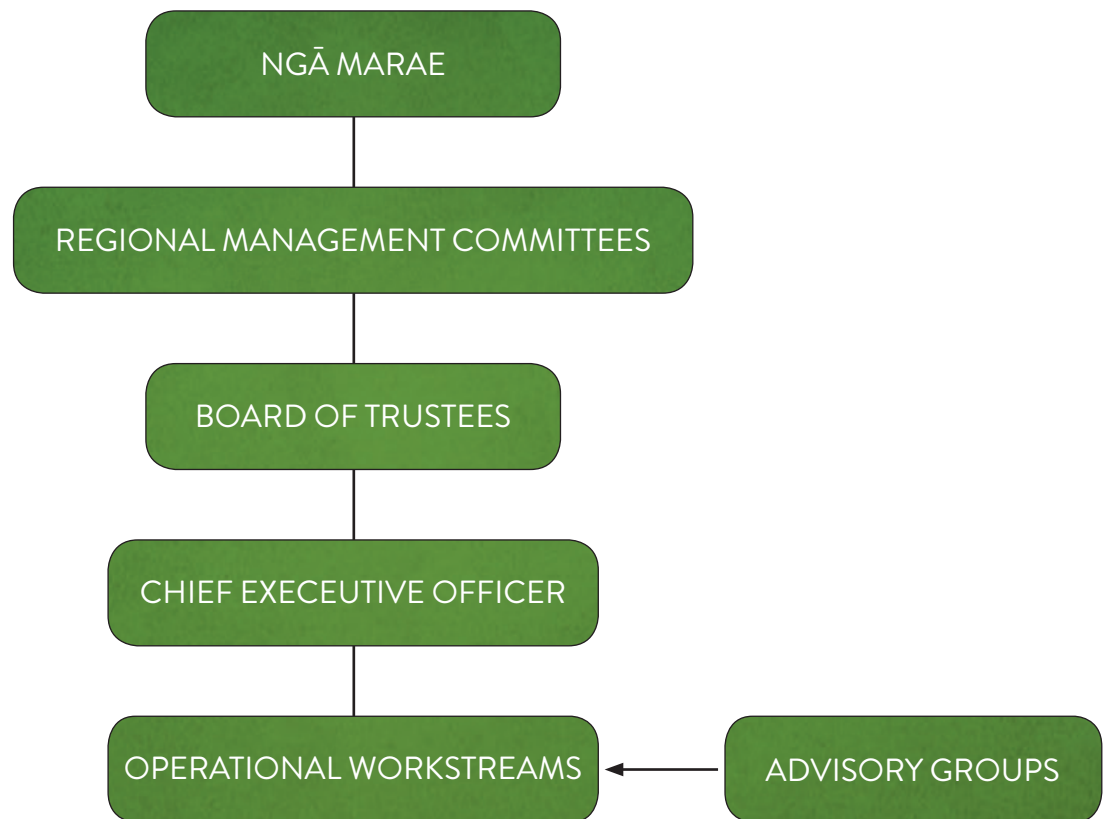 NGĀ MARAE
REGIONAL MANAGEMENT COMMITTEES
BOARD OF TRUSTEES
CHIEF EXECEUTIVE OFFICER
OPERATIONAL WORKSTREAMS
ADVISORY GROUPS